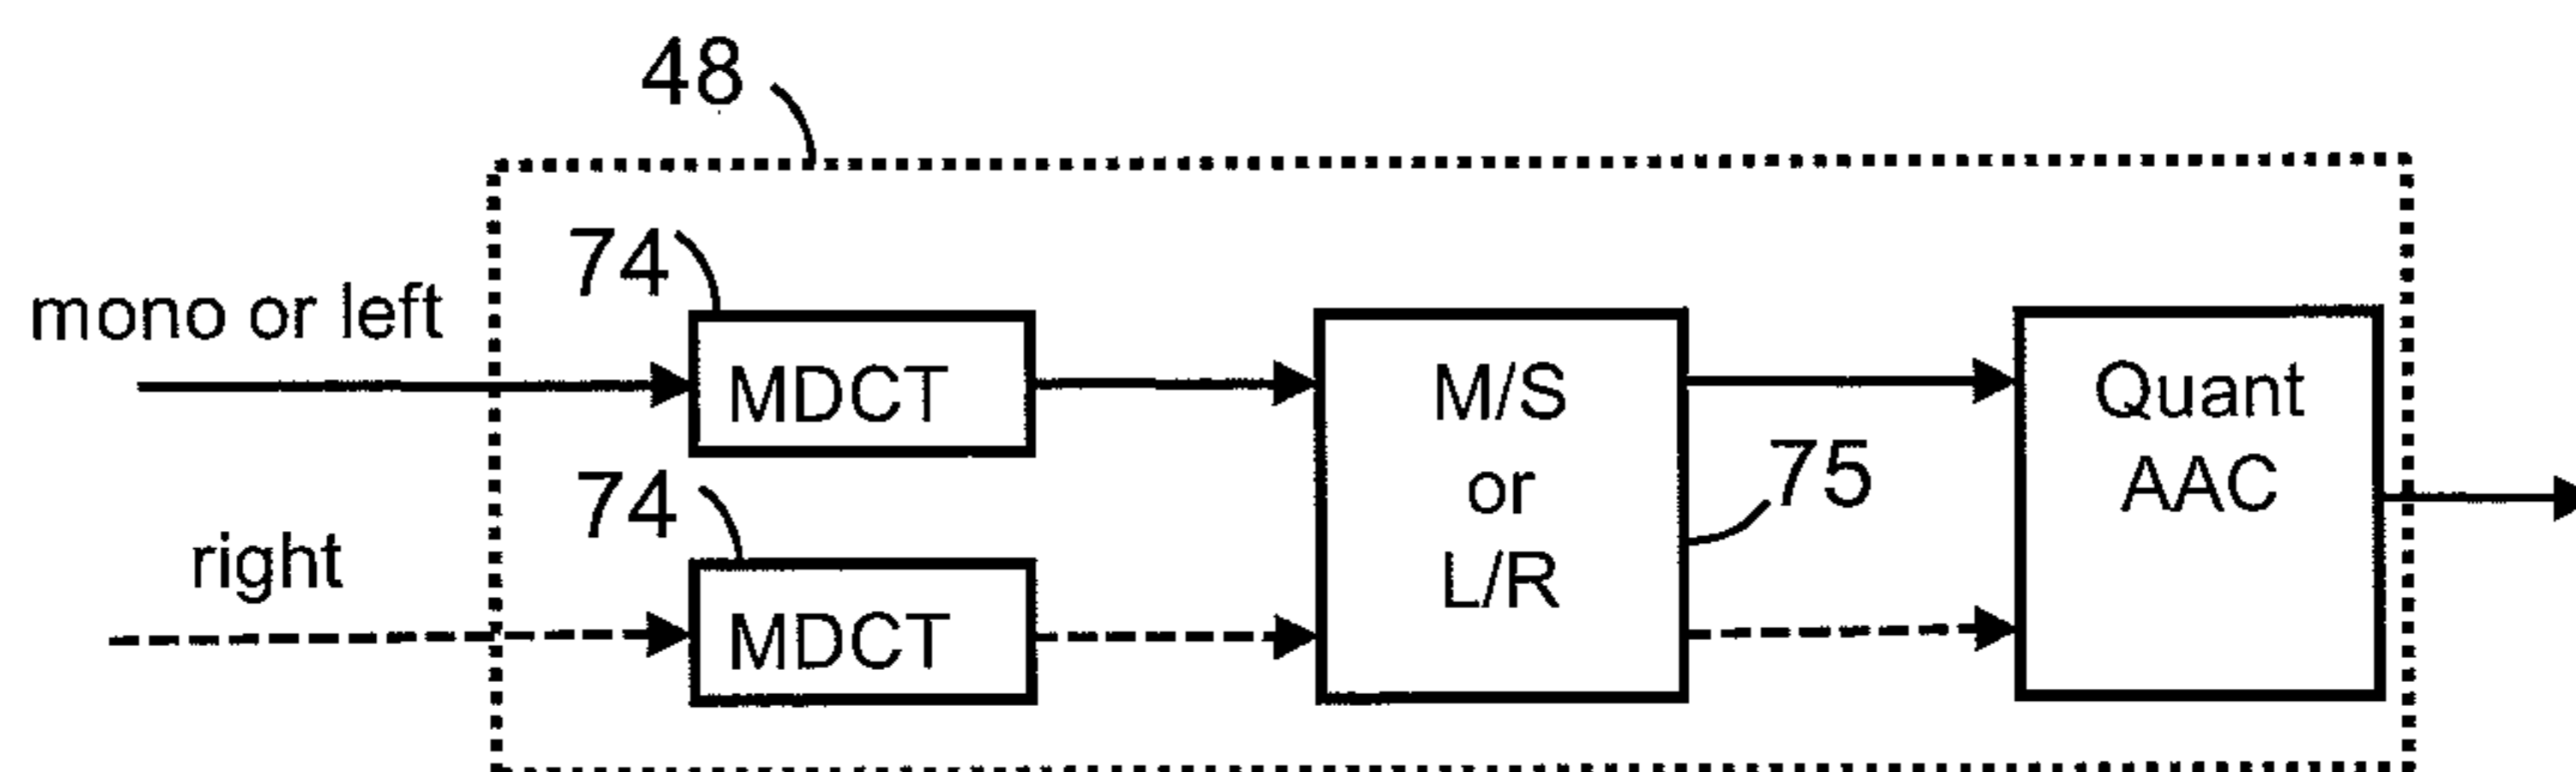 48
74
mono or left
MDCT
M/S
or
L/R
Quant
AAC
75
74
right
MDCT